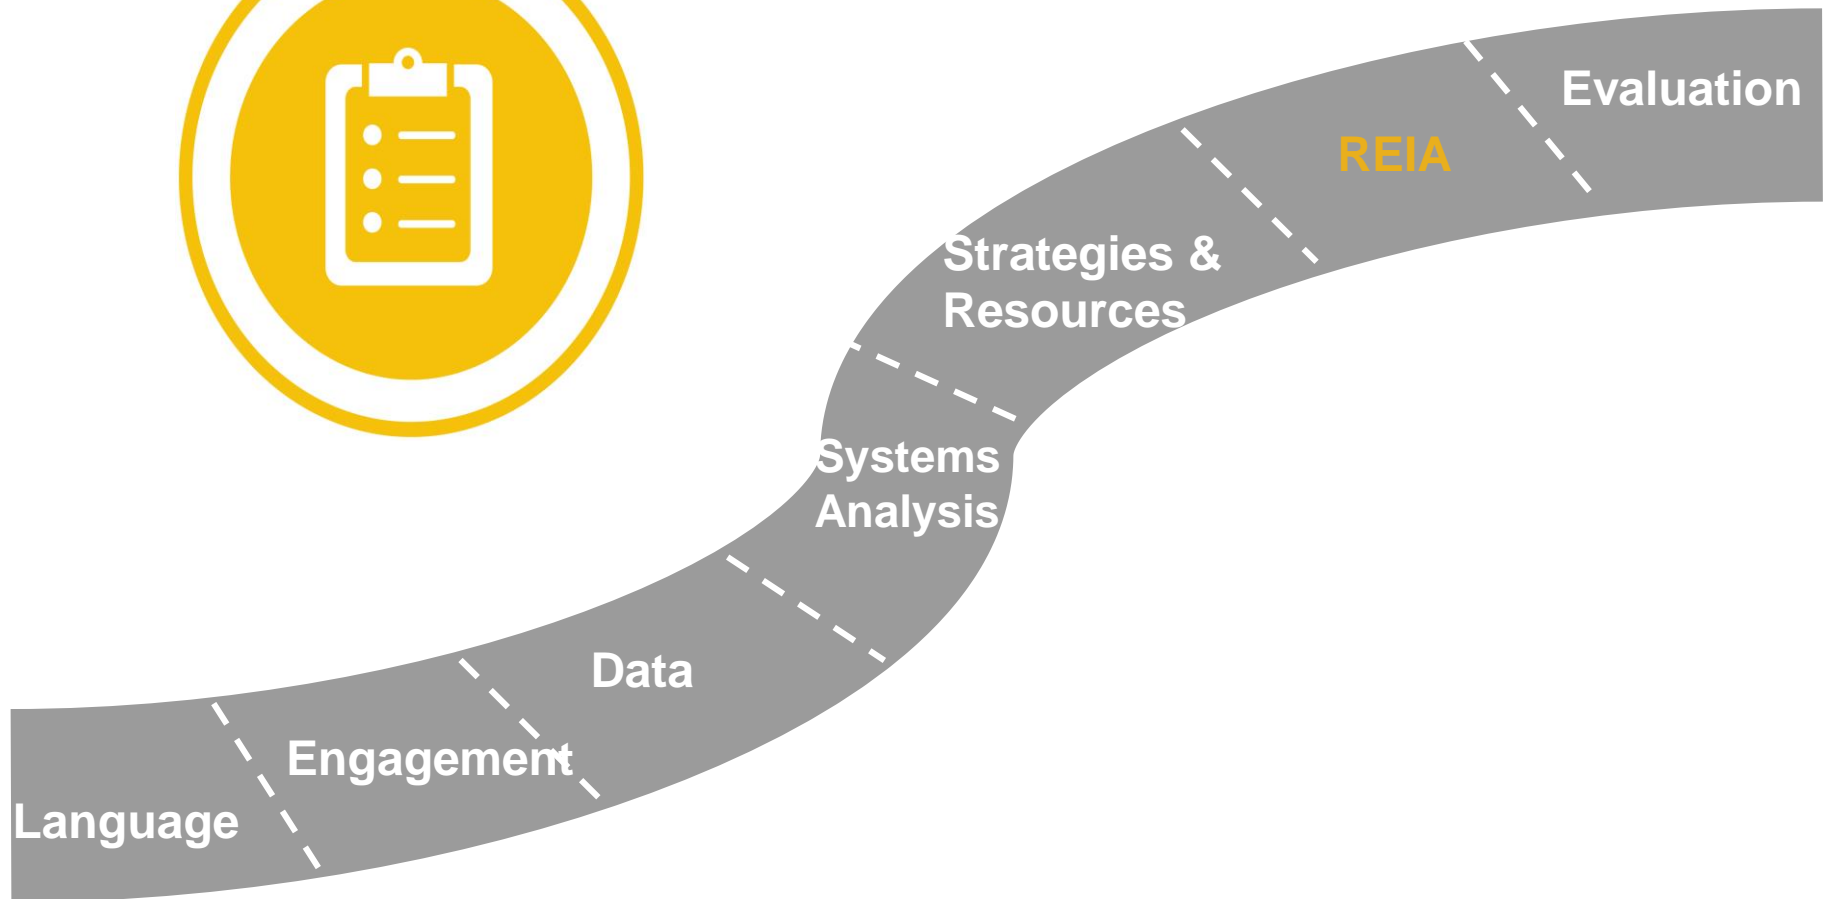 Evaluation
REIA
Strategies &
Resources
Systems
Analysis
Data
Engagement
Language